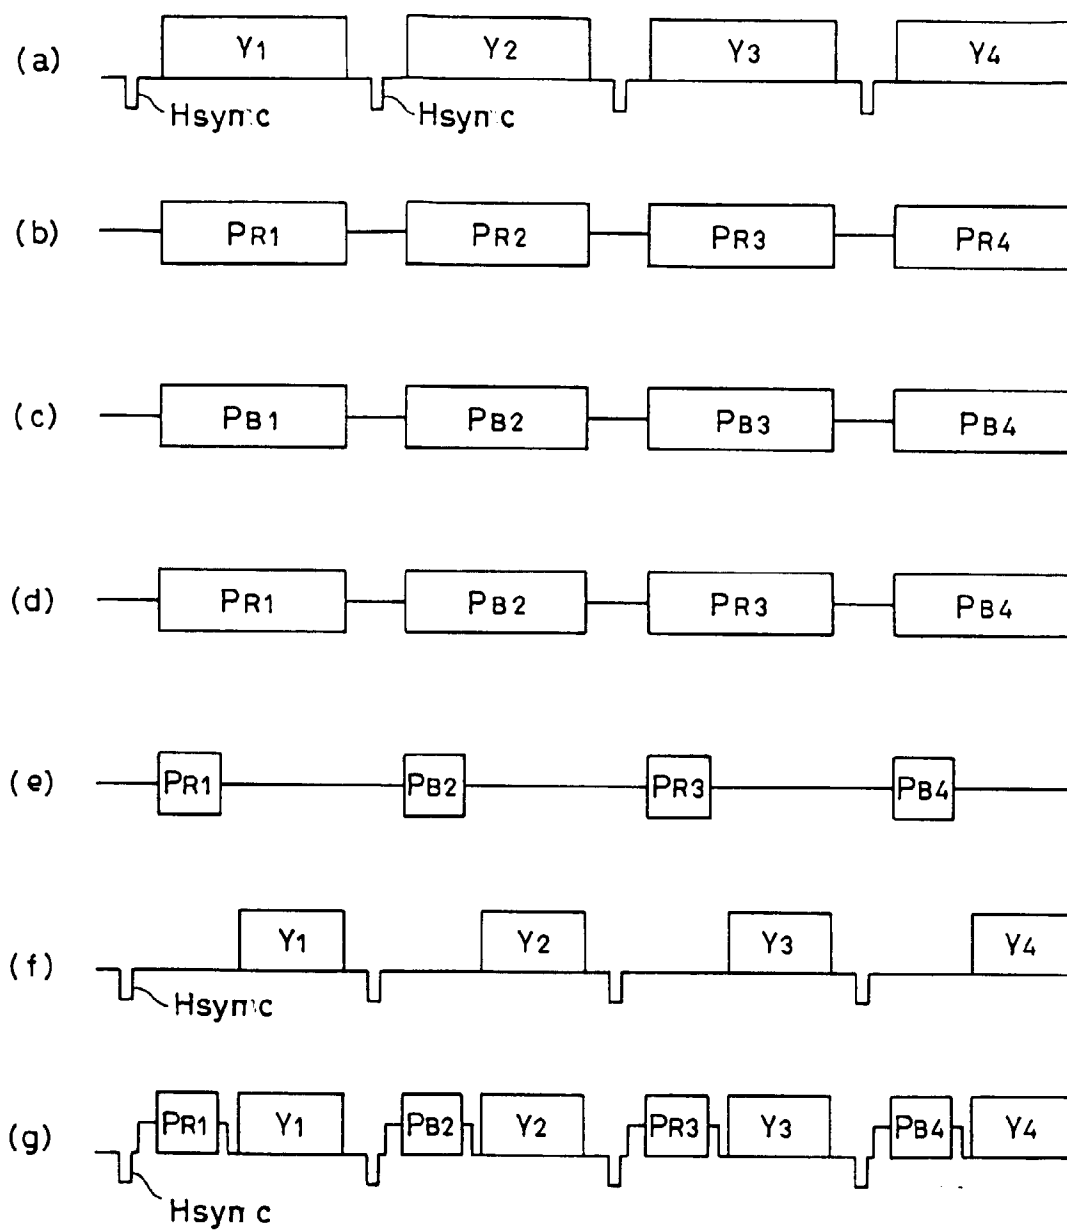 (a) Y1 Y2 Y3 Y4
Hsync Hsync
(b) PR1 PR2 PR3 PR4
(c) PB1 PB2 PB3 PB4
(d) PR1 PB2 PR3 PB4
(e) PR1 PB2 PR3 PB4
(f) Y1 Y2 Y3 Y4
Hsync
(g) PR1 Y1 PB2 Y2 PR3 Y3 PB4 Y4
Hsync